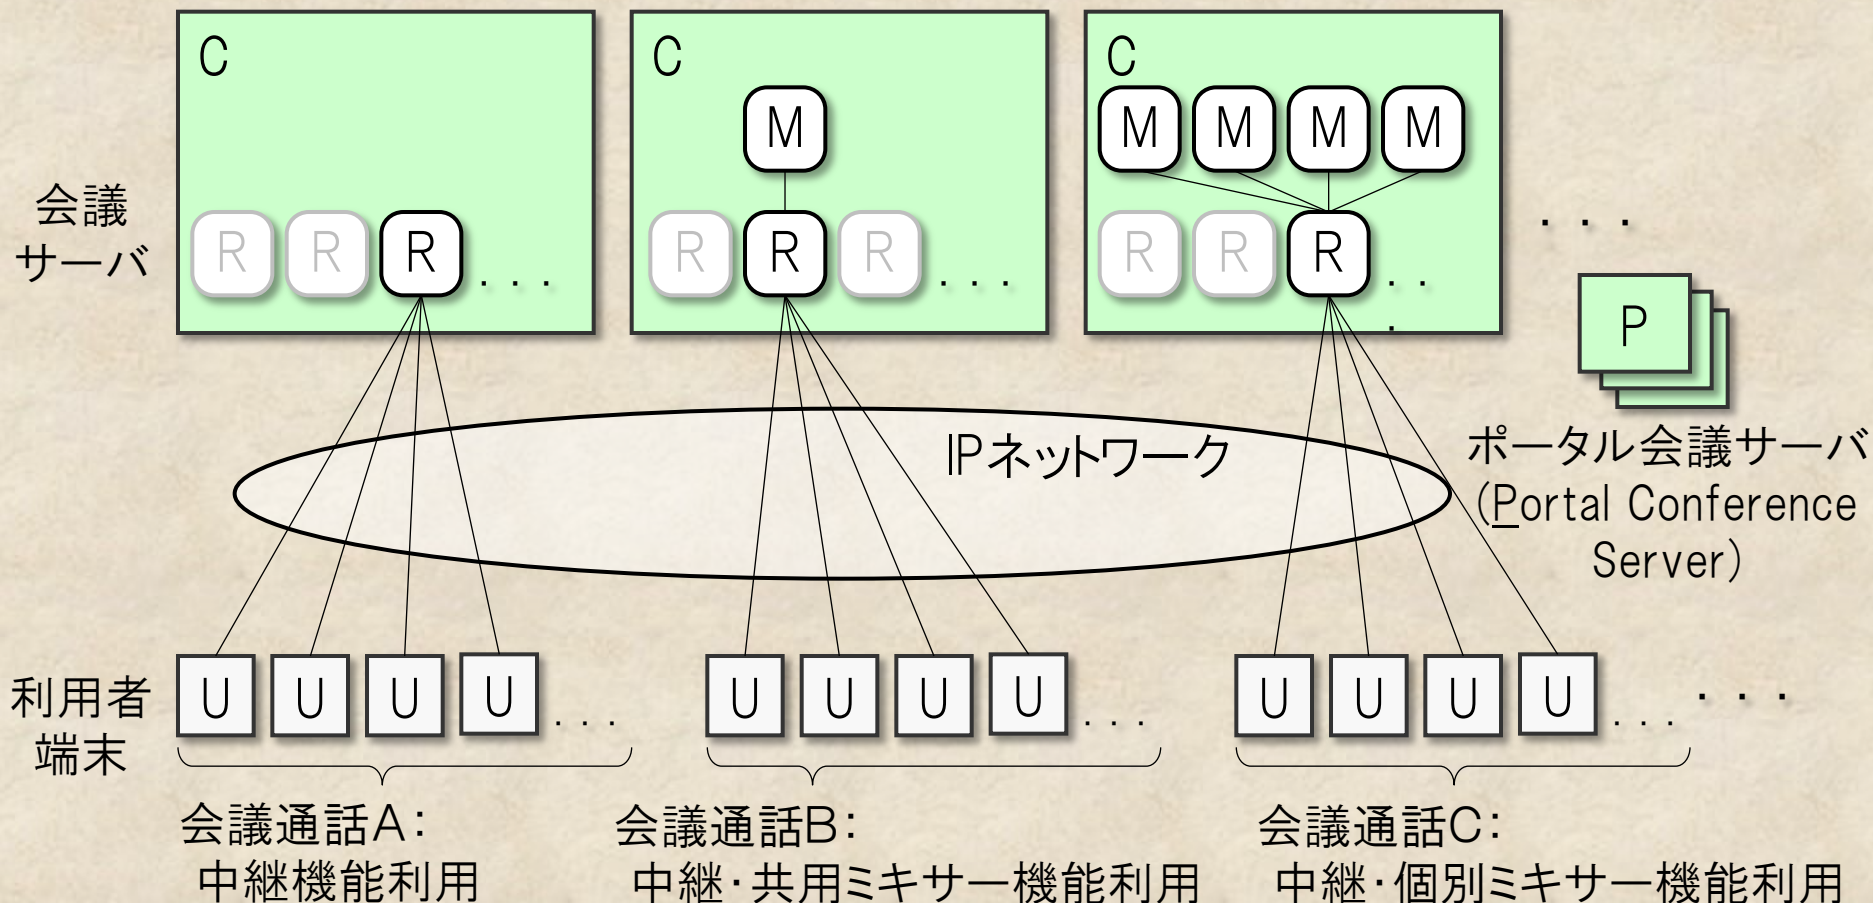 C
C
C
M
M M M M
会議
サーバ
R R R . . .
R R R . . .
R R R . .
.
. . .
P
IPネットワーク
ポータル会議サーバ
(Portal Conference
Server)
利用者
端末
U U U U . . .
U U U U . . .
U U U U . . .
. . .
会議通話A:
中継機能利用
会議通話B:
中継・共用ミキサー機能利用
会議通話C:
中継・個別ミキサー機能利用